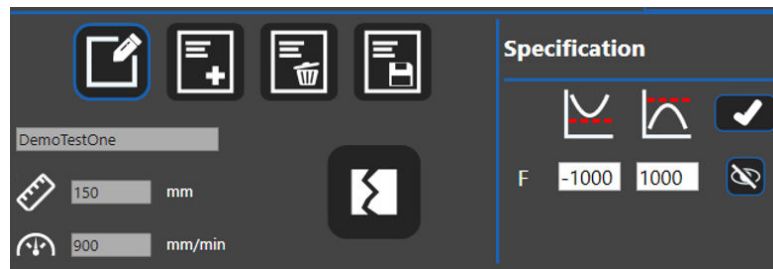 Specification
DemoTestOne
150 mm
900 mm/min
F -1000 1000